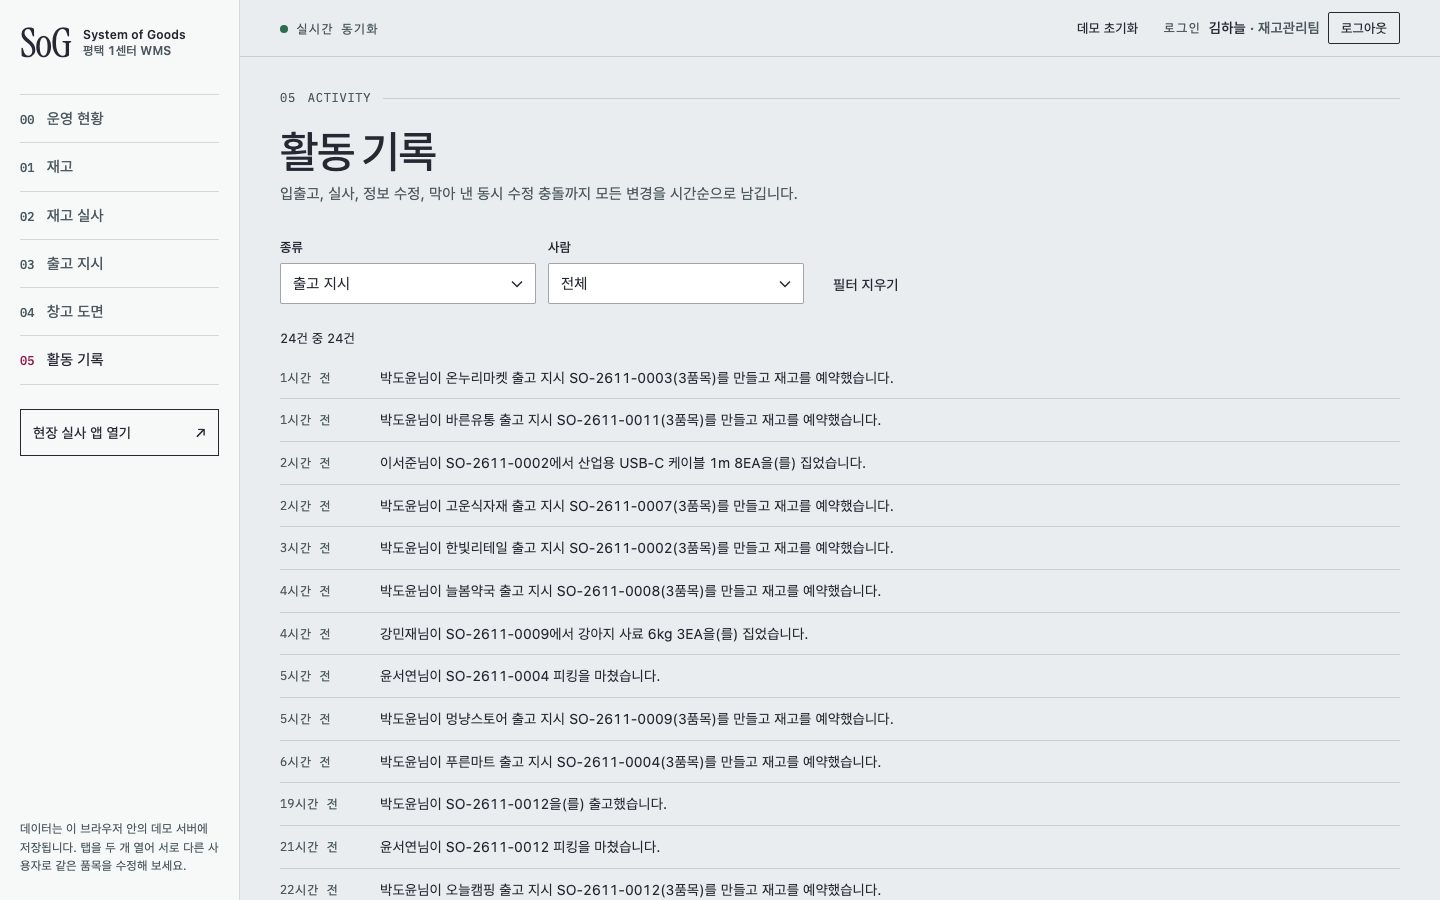 SoG
System of Goods
평택 1센터 WMS
00 운영 현황
01 재고
02 재고 실사
03 출고 지시
04 창고 도면
05 활동 기록
현장 실사 앱 열기
데이터는 이 브라우저 안의 데모 서버에
저장됩니다. 탭을 두 개 열어 서로 다른 사
용자로 같은 품목을 수정해 보세요.
실시간 동기화
데모 초기화
로그인 김하늘 · 재고관리팀
로그아웃
05 ACTIVITY
활동 기록
입출고, 실사, 정보 수정, 막아 낸 동시 수정 충돌까지 모든 변경을 시간순으로 남깁니다.
종류
출고 지시
사람
전체
필터 지우기
24건 중 24건
1시간 전 박도윤님이 온누리마켓 출고 지시 SO-2611-0003(3품목)를 만들고 재고를 예약했습니다.
1시간 전 박도윤님이 바른유통 출고 지시 SO-2611-0011(3품목)를 만들고 재고를 예약했습니다.
2시간 전 이서준님이 SO-2611-0002에서 산업용 USB-C 케이블 1m 8EA을(를) 집었습니다.
2시간 전 박도윤님이 고운식자재 출고 지시 SO-2611-0007(3품목)를 만들고 재고를 예약했습니다.
3시간 전 박도윤님이 한빛리테일 출고 지시 SO-2611-0002(3품목)를 만들고 재고를 예약했습니다.
4시간 전 박도윤님이 늘봄약국 출고 지시 SO-2611-0008(3품목)를 만들고 재고를 예약했습니다.
4시간 전 강민재님이 SO-2611-0009에서 강아지 사료 6kg 3EA을(를) 집었습니다.
5시간 전 윤서연님이 SO-2611-0004 피킹을 마쳤습니다.
5시간 전 박도윤님이 멍냥스토어 출고 지시 SO-2611-0009(3품목)를 만들고 재고를 예약했습니다.
6시간 전 박도윤님이 푸른마트 출고 지시 SO-2611-0004(3품목)를 만들고 재고를 예약했습니다.
19시간 전 박도윤님이 SO-2611-0012을(를) 출고했습니다.
21시간 전 윤서연님이 SO-2611-0012 피킹을 마쳤습니다.
22시간 전 박도윤님이 오늘캠핑 출고 지시 SO-2611-0012(3품목)를 만들고 재고를 예약했습니다.